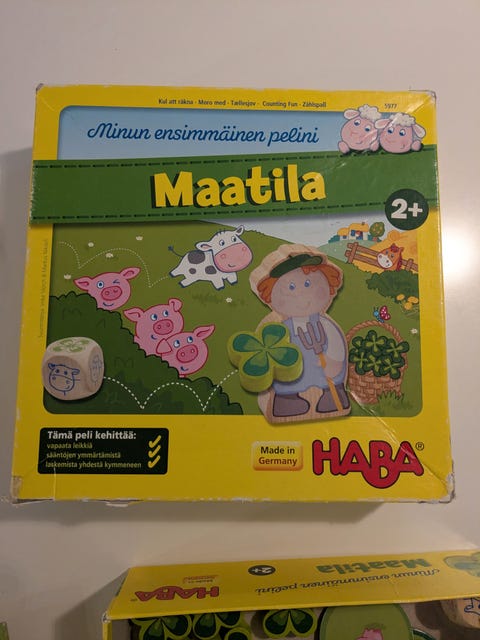 Kul att räkna · Moro med · Tællesjov · Counting Fun · Zählspaß
5977
Minun ensimmäinen pelini
Maatila
2+
Tämä peli kehittää:
vapaata leikkiä
sääntöjen ymmärtämistä
laskemista yhdestä kymmeneen
Made in
Germany
HABA®
Minun ensimmäinen pelini
Maatila
2+
HABA